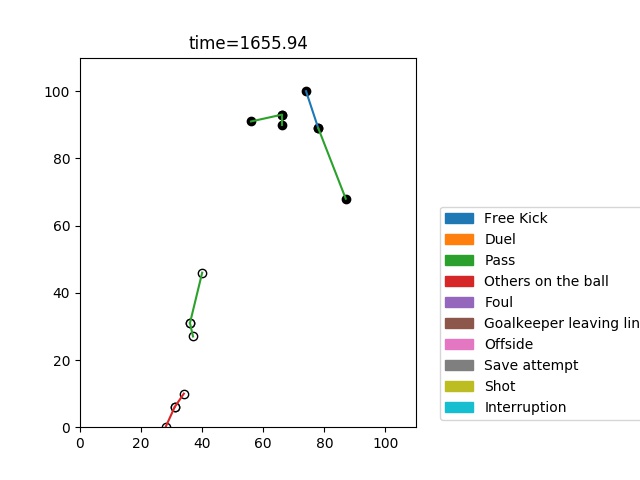 time=1655.94
100
80
60
40
20
0
0 20 40 60 80 100
Free Kick
Duel
Pass
Others on the ball
Foul
Goalkeeper leaving lin
Offside
Save attempt
Shot
Interruption